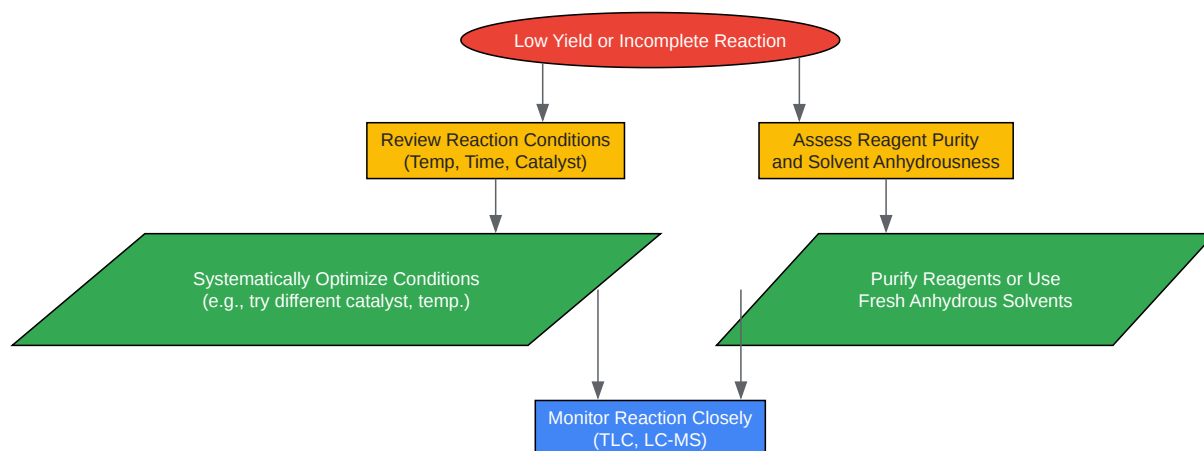 Low Yield or Incomplete Reaction
Review Reaction Conditions
(Temp, Time, Catalyst)
Assess Reagent Purity
and Solvent Anhydrousness
Systematically Optimize Conditions
(e.g., try different catalyst, temp.)
Purify Reagents or Use
Fresh Anhydrous Solvents
Monitor Reaction Closely
(TLC, LC-MS)